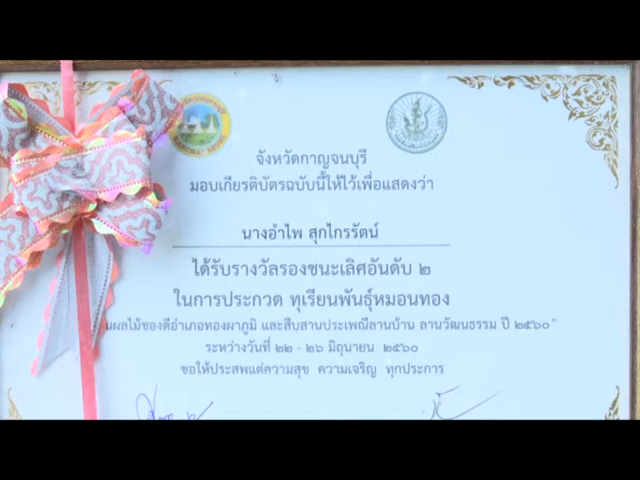 จังหวัดกาญจนบุรี
มอบเกียรติบัตรฉบับนี้ให้ไว้เพื่อแสดงว่า
นางอำไพ สุกไกรรัตน์
ได้รับรางวัลรองชนะเลิศอันดับ ๒
ในการประกวด ทุเรียนพันธุ์หมอนทอง
ผลไม้ของดีอำเภอทองผาภูมิ และสืบสานประเพณีลานบ้าน ลานวัฒนธรรม ปี ๒๕๖๐"
ระหว่างวันที่ ๒๒ - ๒๖ มิถุนายน ๒๕๖๐
ขอให้ประสพแต่ความสุข ความเจริญ ทุกประการ